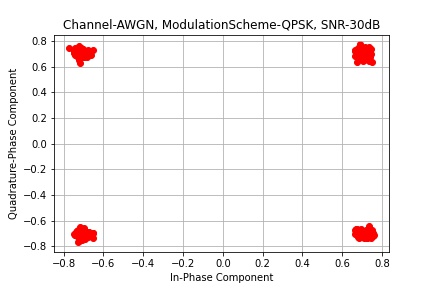 Channel-AWGN, ModulationScheme-QPSK, SNR-30dB
Quadrature-Phase Component
0.8
0.6
0.4
0.2
0.0
−0.2
−0.4
−0.6
−0.8
−0.8 −0.6 −0.4 −0.2 0.0 0.2 0.4 0.6 0.8
In-Phase Component